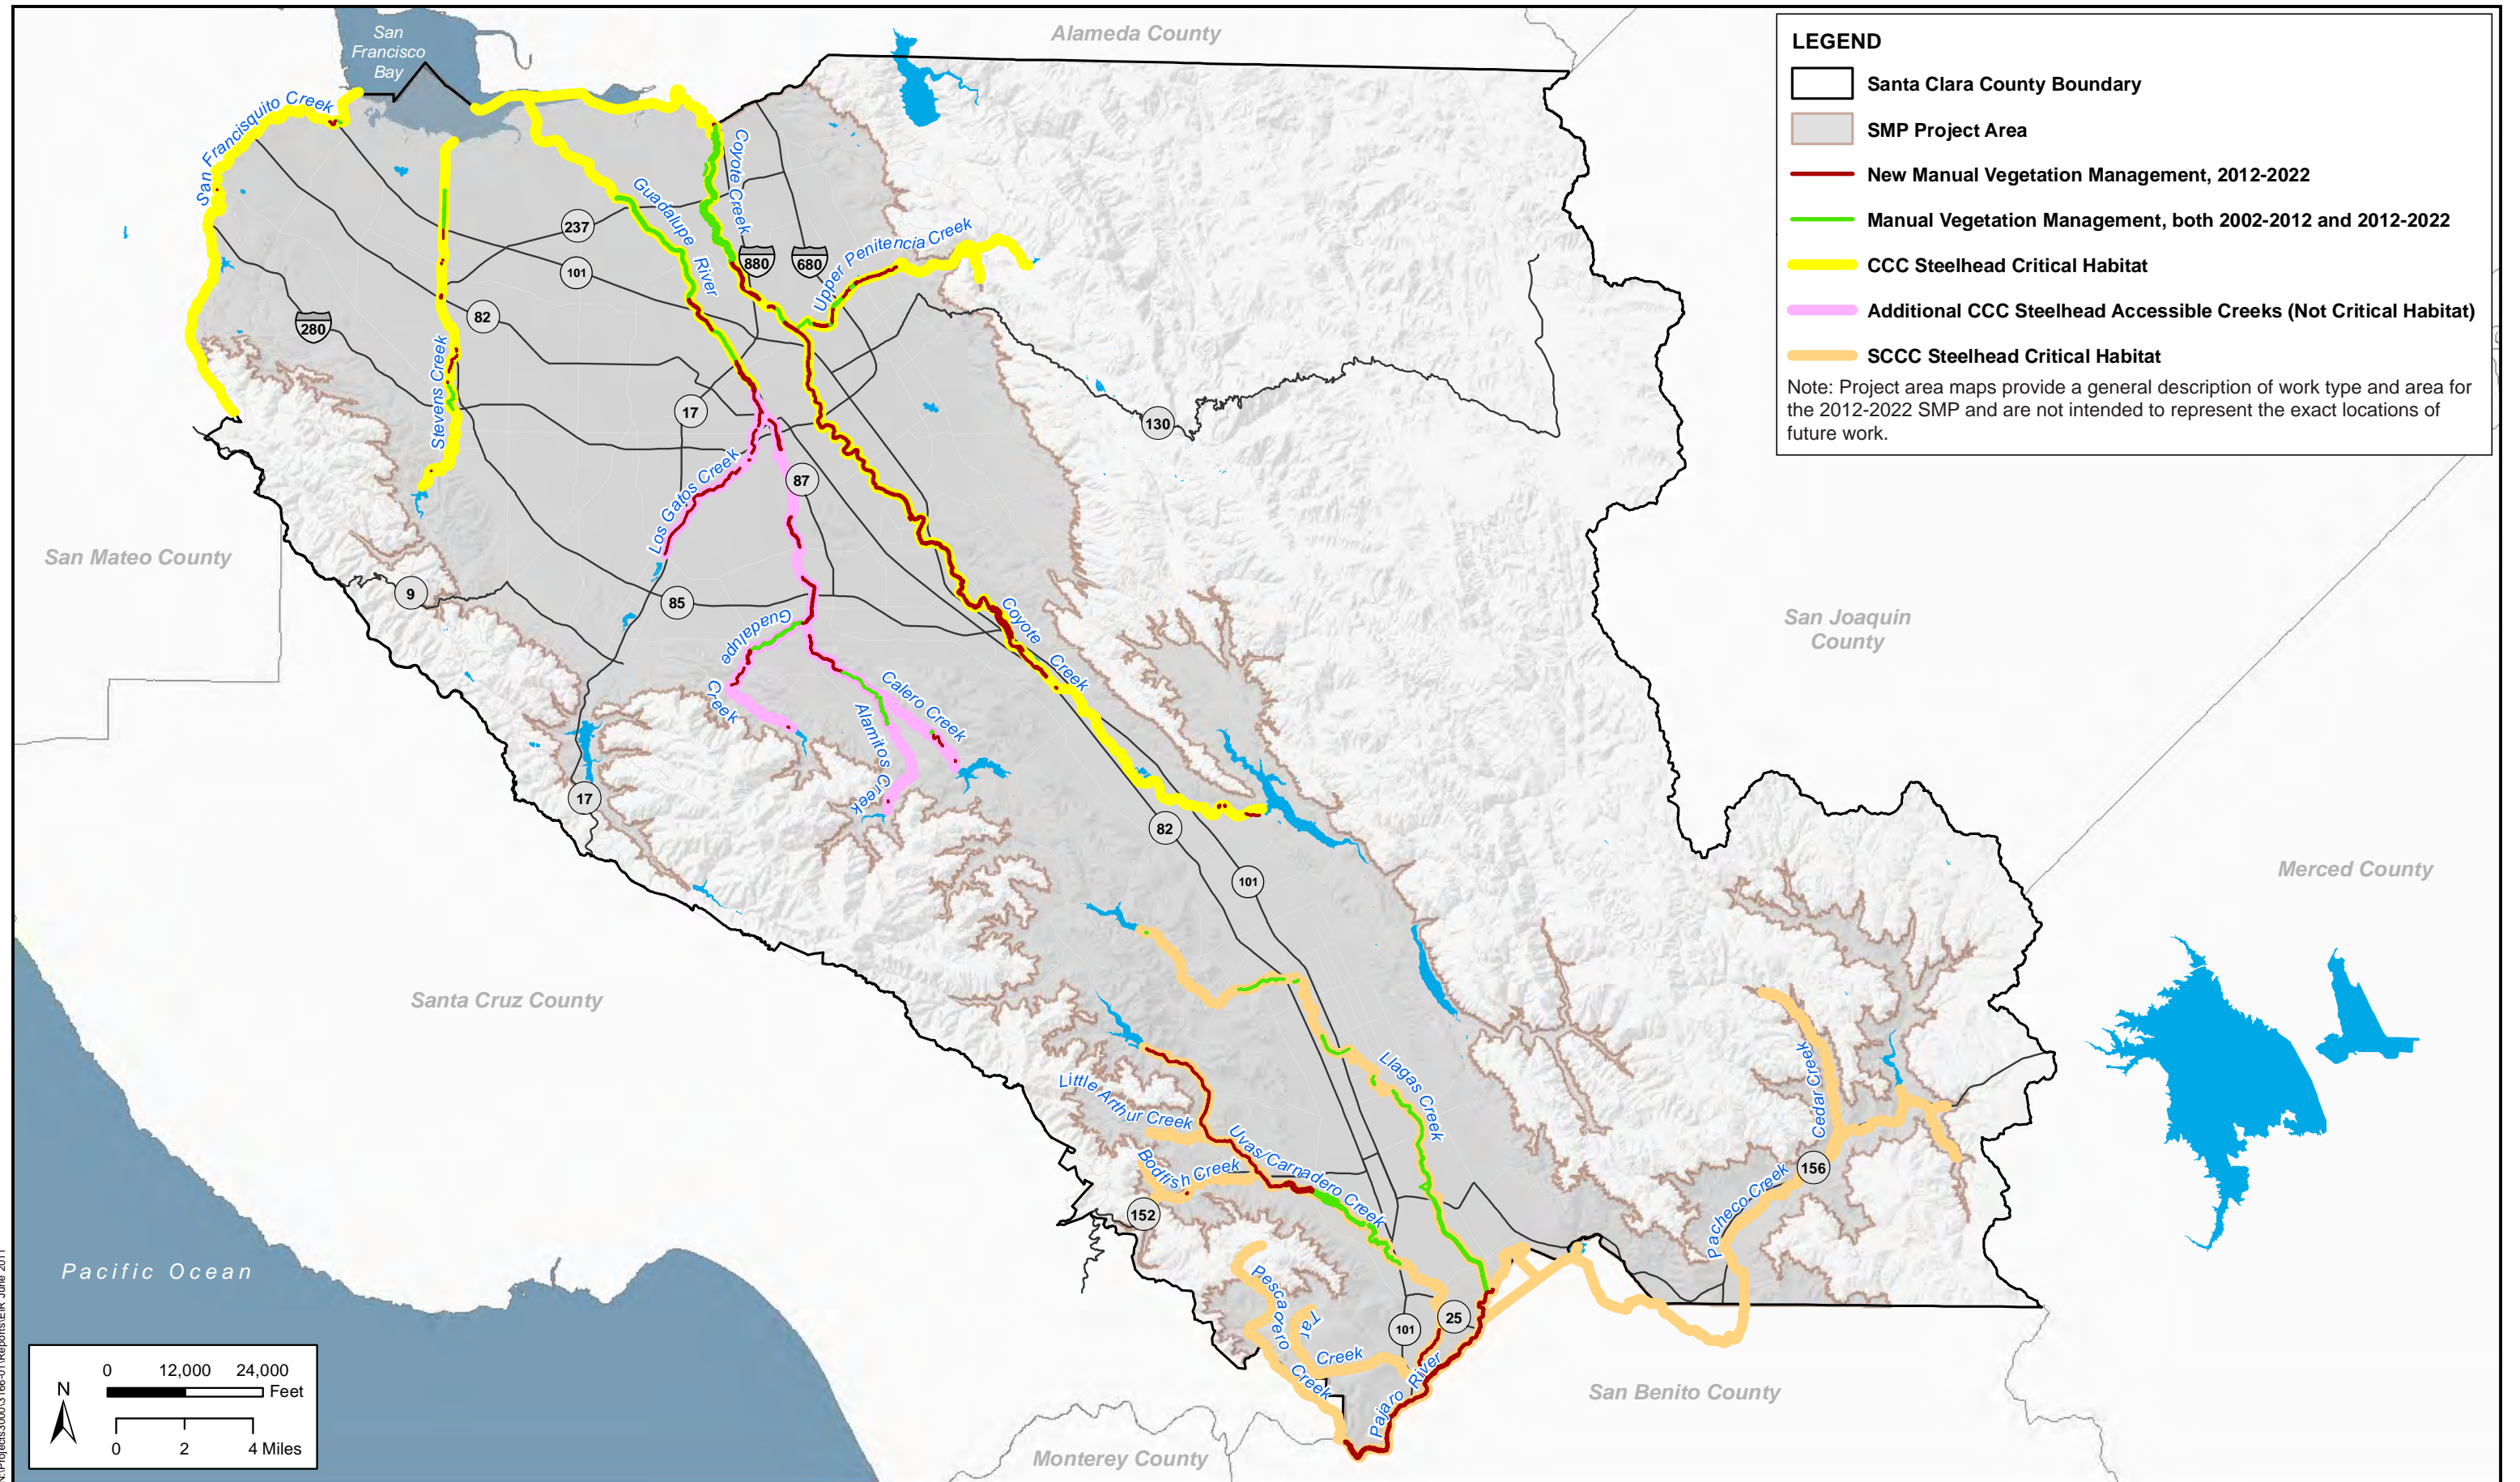 San
Francisco
Bay
Alameda County
San Francisquito Creek
Coyote Creek
Guadalupe River
237
880
680
Upper Penitencia Creek
101
82
280
Stevens Creek
17
130
Los Gatos Creek
87
San Mateo County
9
85
Coyote Creek
Guadalupe
Creek
Calero Creek
Alamitos Creek
San Joaquin
County
17
82
101
Merced County
Santa Cruz County
Llagas Creek
Little Arthur Creek
Uvas/Carnadero Creek
Bodfish Creek
152
Cedar Creek
156
Pacheco Creek
Pacific Ocean
Pescadero
Creek
Tar
Creek
101
25
Pajaro River
San Benito County
Monterey County
LEGEND
Santa Clara County Boundary
SMP Project Area
New Manual Vegetation Management, 2012-2022
Manual Vegetation Management, both 2002-2012 and 2012-2022
CCC Steelhead Critical Habitat
Additional CCC Steelhead Accessible Creeks (Not Critical Habitat)
SCCC Steelhead Critical Habitat
Note: Project area maps provide a general description of work type and area for
the 2012-2022 SMP and are not intended to represent the exact locations of
future work.
N
0 12,000 24,000
Feet
0 2 4 Miles